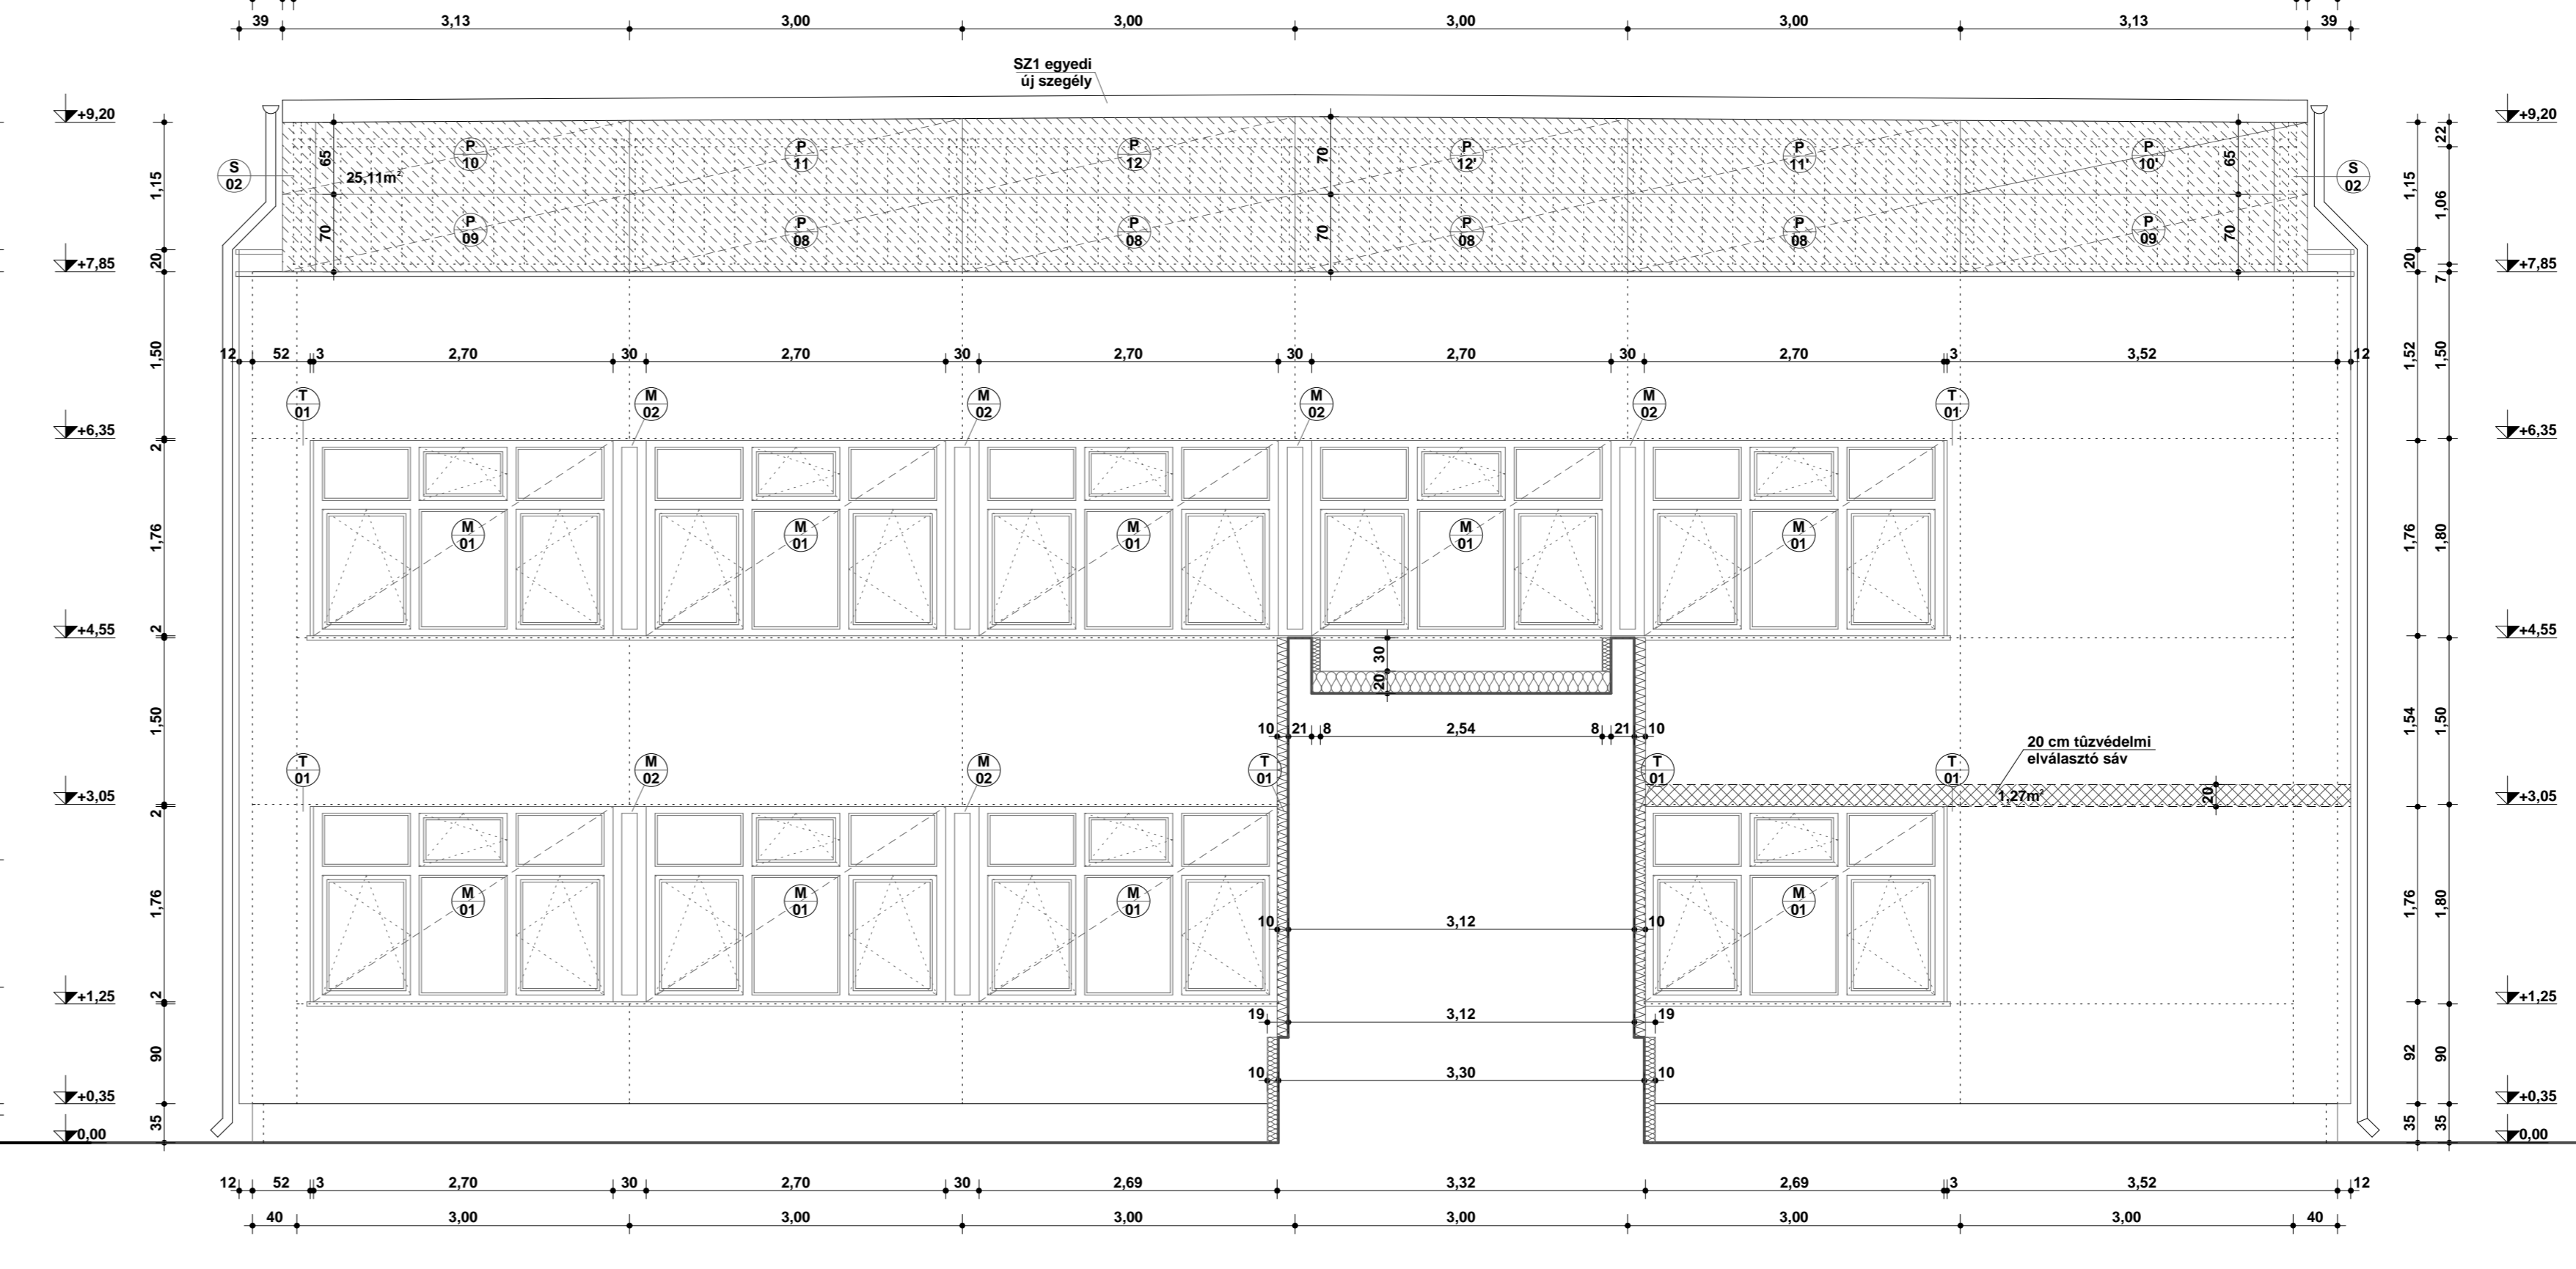 39 3,13 3,00 3,00 3,00 3,00 3,13 39
SZ1 egyedi
új szegély
+9,20 +9,20
22
P P P P P P
10 11 12 12' 11' 10'
65 70 65
S S
02 02
25,11m²
1,15 1,15 1,06
P P P P P P
09 08 08 08 08 09
70 70 70
20 20
+7,85 7 +7,85
1,50 1,52 1,50
12 52 3 2,70 30 2,70 30 2,70 30 2,70 30 2,70 3 3,52 12
T M M M M T
01 02 02 02 02 01
+6,35 +6,35
2
M M M M M
01 01 01 01 01
1,76 1,76 1,80
+4,55 +4,55
2
30
20
1,50 1,54 1,50
10 21 8 2,54 8 21 10
20 cm tûzvédelmi
elválasztó sáv
T M M T T T
01 02 02 01 01 01
1,27m²
20
+3,05 +3,05
2
M M M M
01 01 01 01
1,76 1,76 1,80
10 3,12 10
+1,25 +1,25
2
19 3,12 19
90 92 90
10 3,30 10
+0,35 +0,35
35 35 35
0,00 0,00
12 52 3 2,70 30 2,70 30 2,69 3,32 2,69 3 3,52 12
40 3,00 3,00 3,00 3,00 3,00 3,00 40